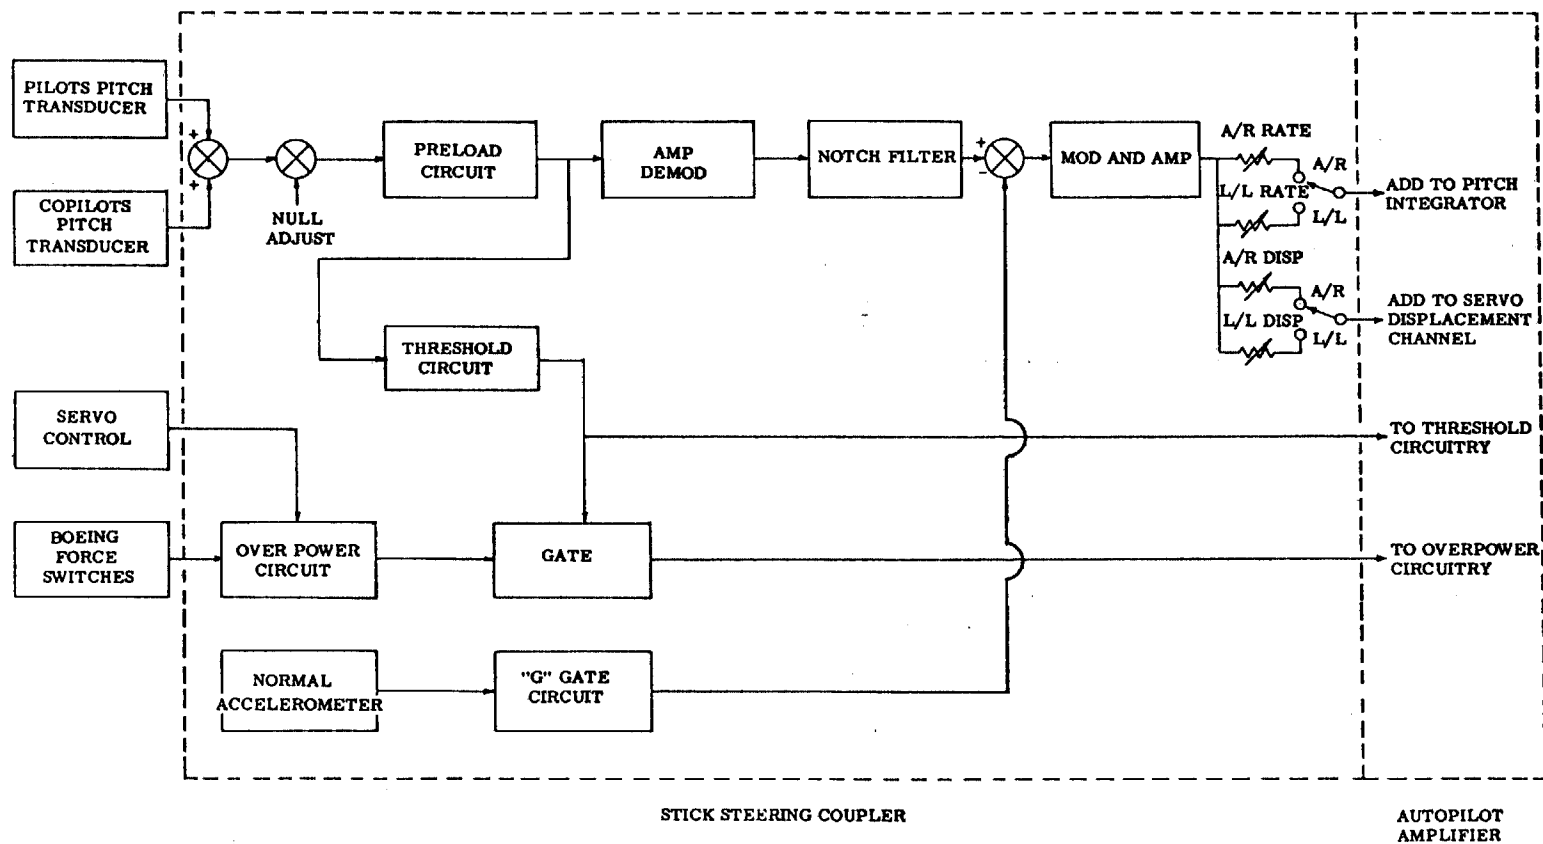 PILOTS PITCH
TRANSDUCER
COPILOTS
PITCH
TRANSDUCER
+
+
NULL
ADJUST
PRELOAD
CIRCUIT
AMP
DEMOD
NOTCH FILTER
+
-
MOD AND AMP
A/R RATE
A/R
L/L RATE
L/L
A/R DISP
A/R
L/L DISP
L/L
ADD TO PITCH
INTEGRATOR
ADD TO SERVO
DISPLACEMENT
CHANNEL
THRESHOLD
CIRCUIT
SERVO
CONTROL
TO THRESHOLD
CIRCUITRY
BOEING
FORCE
SWITCHES
OVER POWER
CIRCUIT
GATE
TO OVERPOWER
CIRCUITRY
NORMAL
ACCELEROMETER
"G" GATE
CIRCUIT
STICK STEERING COUPLER
AUTOPILOT
AMPLIFIER